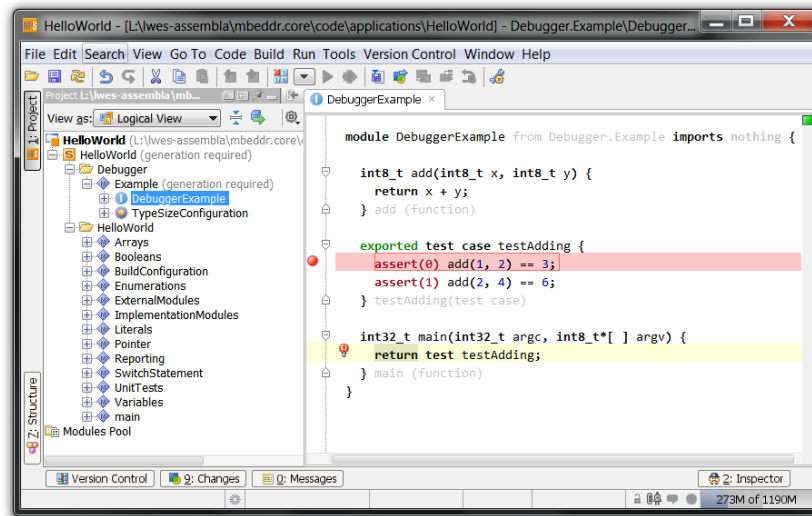 HelloWorld - [L:\lwes-assembla\mbeddr.core\code\applications\HelloWorld] - Debugger.Example\Debugger...
File Edit Search View Go To Code Build Run Tools Version Control Window Help
Project L:\lwes-assembla\mb...
DebuggerExample ×
1: Project
View as: Logical View
HelloWorld (L:\lwes-assembla\mbeddr.core\
HelloWorld (generation required)
Debugger
Example (generation required)
DebuggerExample
TypeSizeConfiguration
HelloWorld
Arrays
Booleans
BuildConfiguration
Enumerations
ExternalModules
ImplementationModules
Literals
Pointer
Reporting
SwitchStatement
UnitTests
Variables
main
Modules Pool
7: Structure
module DebuggerExample from Debugger.Example imports nothing {
int8_t add(int8_t x, int8_t y) {
return x + y;
} add (function)
exported test case testAdding {
assert(0) add(1, 2) == 3;
assert(1) add(2, 4) == 6;
} testAdding(test case)
int32_t main(int32_t argc, int8_t*[ ] argv) {
return test testAdding;
} main (function)
}
Version Control 9: Changes 0: Messages 2: Inspector
273M of 1190M